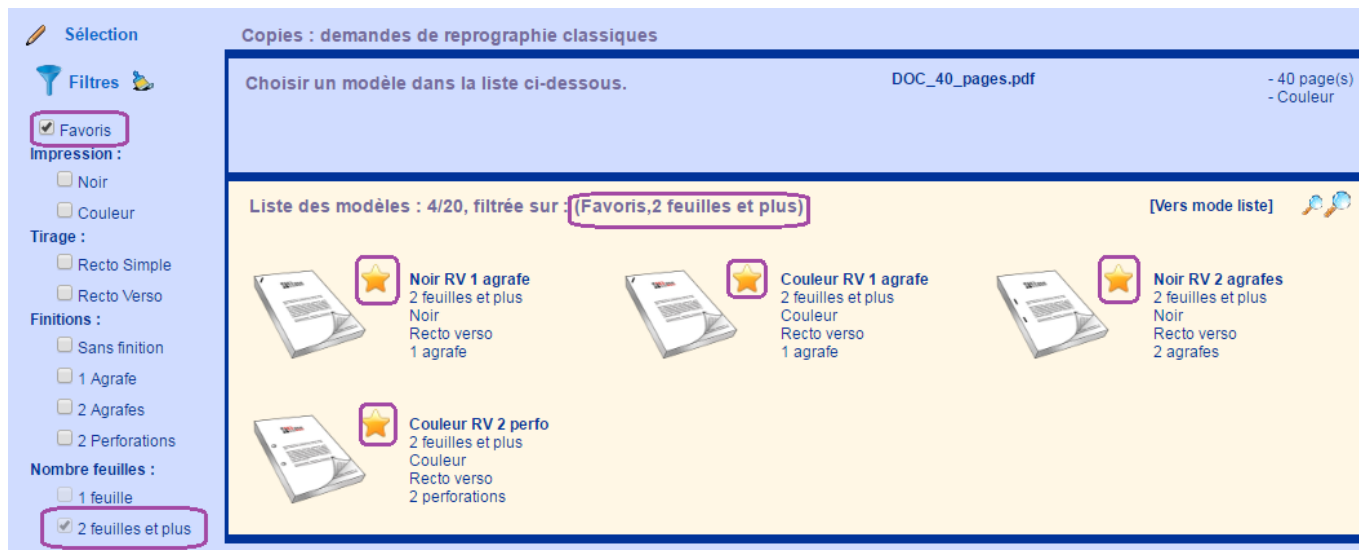 Sélection
Copies : demandes de reprographie classiques
Filtres
Choisir un modèle dans la liste ci-dessous.
DOC_40_pages.pdf
- 40 page(s)
- Couleur
Favoris
Impression :
Noir
Couleur
Tirage :
Recto Simple
Recto Verso
Finitions :
Sans finition
1 Agrafe
2 Agrafes
2 Perforations
Nombre feuilles :
1 feuille
2 feuilles et plus
Liste des modèles : 4/20, filtrée sur : (Favoris,2 feuilles et plus)
[Vers mode liste]
Noir RV 1 agrafe
2 feuilles et plus
Noir
Recto verso
1 agrafe
Couleur RV 1 agrafe
2 feuilles et plus
Couleur
Recto verso
1 agrafe
Noir RV 2 agrafes
2 feuilles et plus
Noir
Recto verso
2 agrafes
Couleur RV 2 perfo
2 feuilles et plus
Couleur
Recto verso
2 perforations